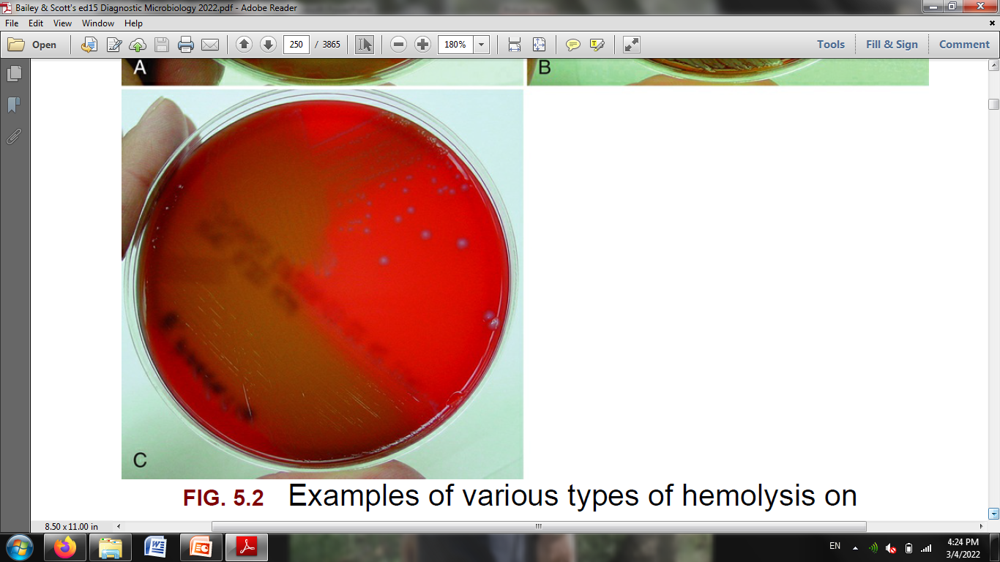 Bailey & Scott's ed15 Diagnostic Microbiology 2022.pdf - Adobe Reader
File Edit View Window Help
Open 250 / 3865 180% Tools Fill & Sign Comment
A B
C
FIG. 5.2 Examples of various types of hemolysis on
8.50 x 11.00 in
EN 4:24 PM
3/4/2022